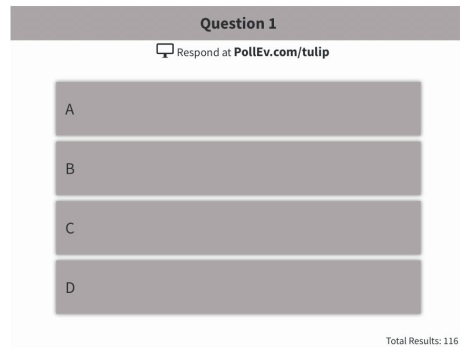 Question 1
Respond at PollEv.com/tulip
A
B
C
D
Total Results: 116